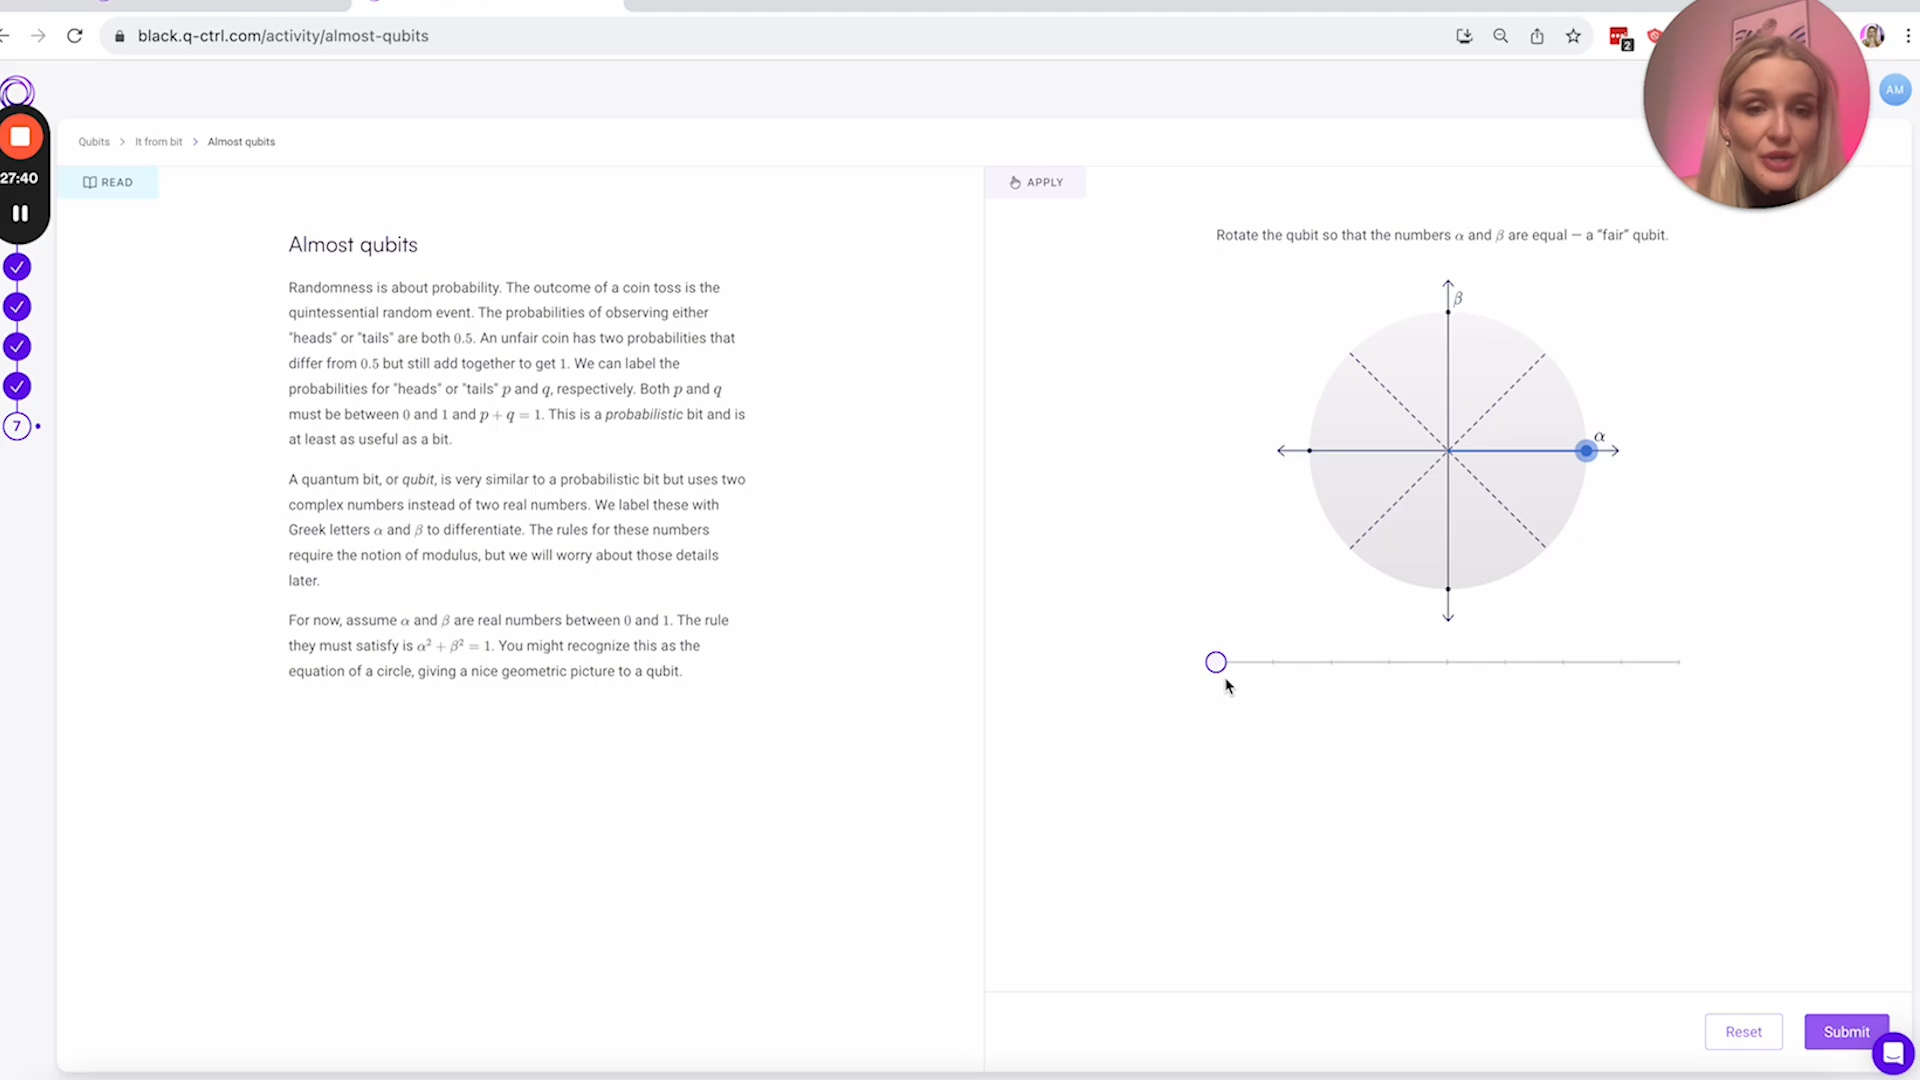 black.q-ctrl.com/activity/almost-qubits
2
AM
27:40
Qubits > It from bit > Almost qubits
READ
APPLY
Almost qubits
Randomness is about probability. The outcome of a coin toss is the
quintessential random event. The probabilities of observing either
"heads" or "tails" are both 0.5. An unfair coin has two probabilities that
differ from 0.5 but still add together to get 1. We can label the
probabilities for "heads" or "tails" p and q, respectively. Both p and q
must be between 0 and 1 and p + q = 1. This is a probabilistic bit and is
at least as useful as a bit.
A quantum bit, or qubit, is very similar to a probabilistic bit but uses two
complex numbers instead of two real numbers. We label these with
Greek letters α and β to differentiate. The rules for these numbers
require the notion of modulus, but we will worry about those details
later.
For now, assume α and β are real numbers between 0 and 1. The rule
they must satisfy is α² + β² = 1. You might recognize this as the
equation of a circle, giving a nice geometric picture to a qubit.
7
Rotate the qubit so that the numbers α and β are equal — a “fair” qubit.
β
α
Reset
Submit